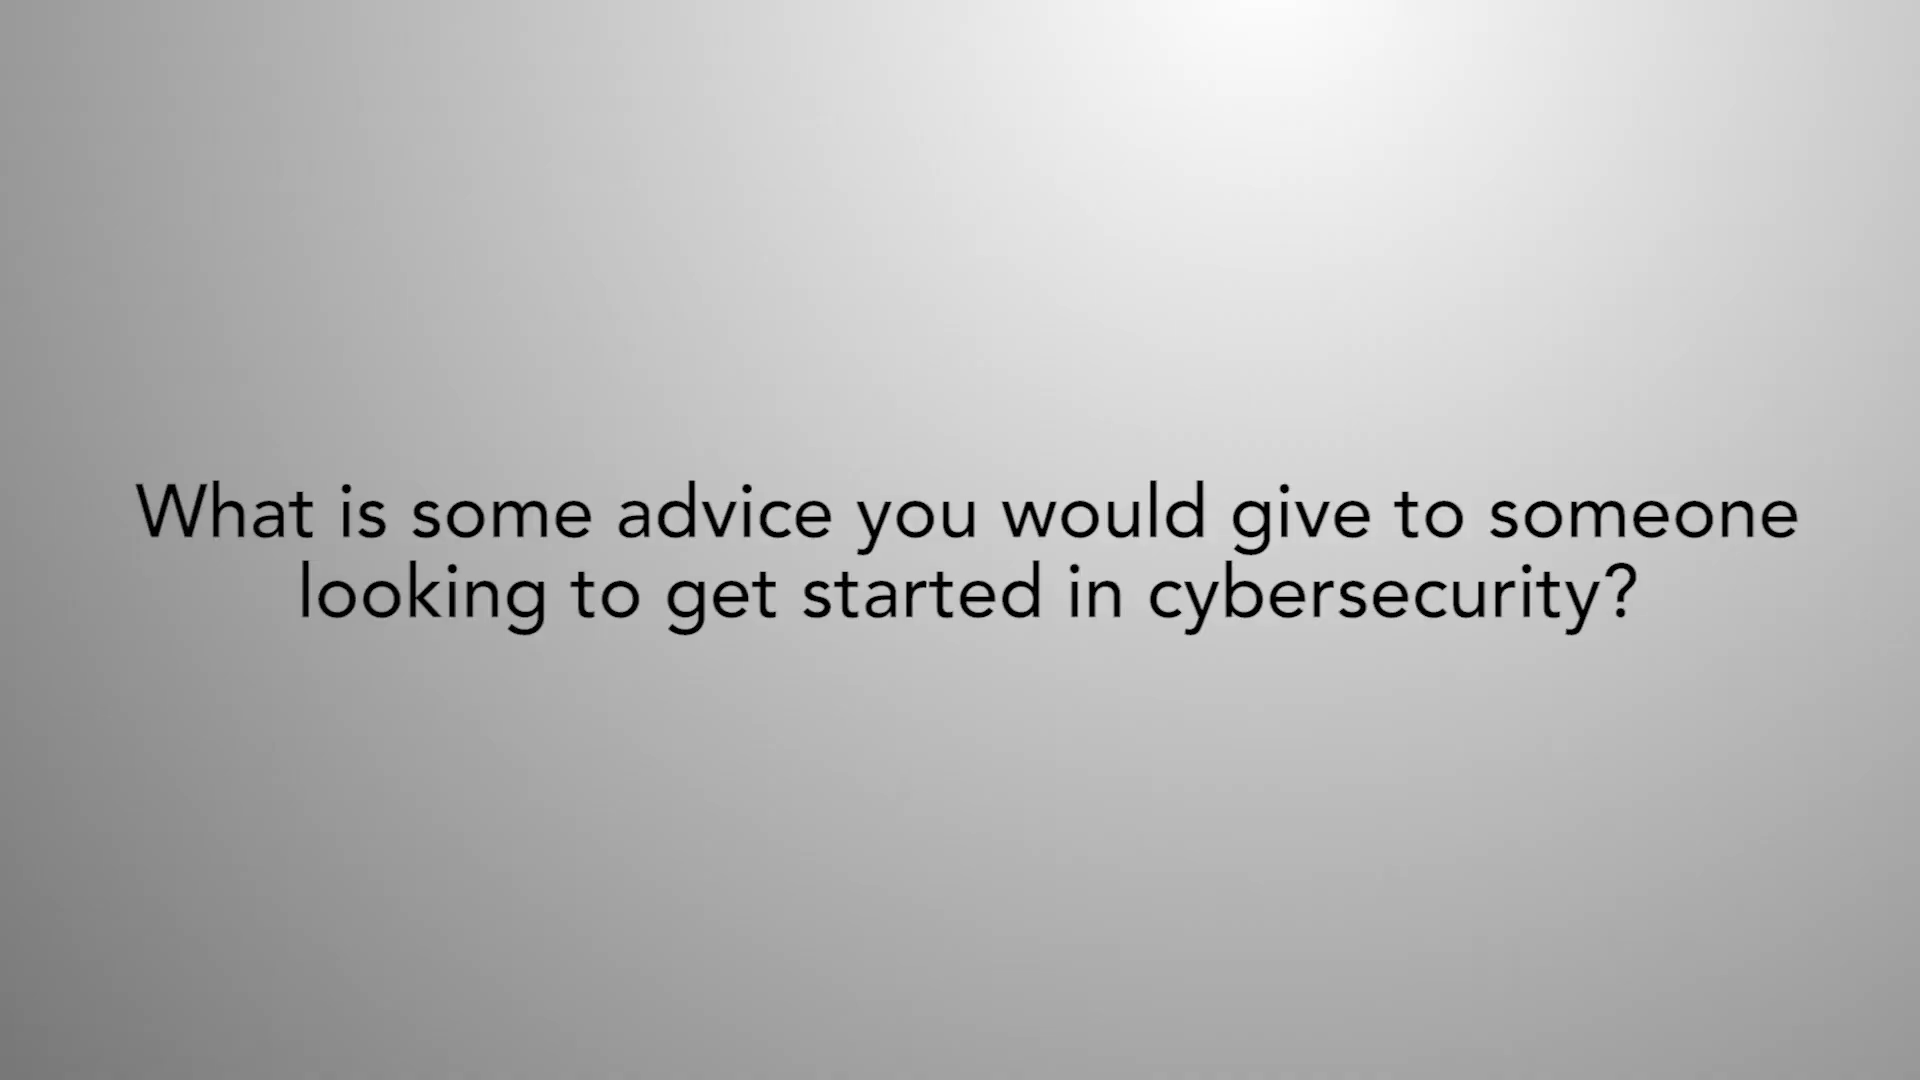 What is some advice you would give to someone
looking to get started in cybersecurity?